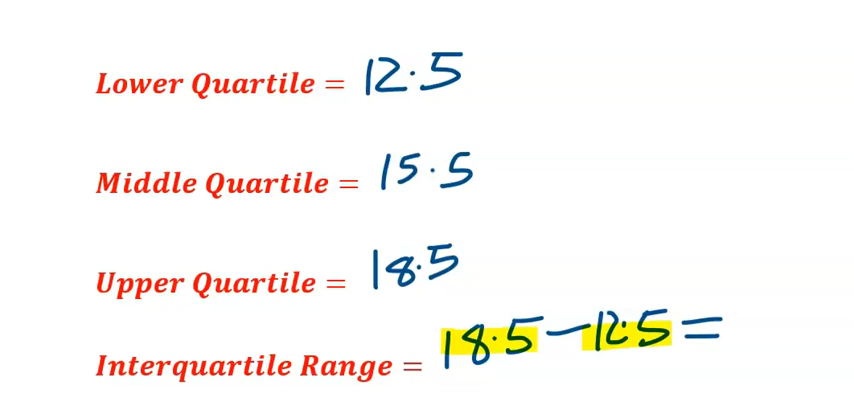 Lower Quartile = 12.5
Middle Quartile = 15.5
Upper Quartile = 18.5
Interquartile Range = 18.5 – 12.5 =